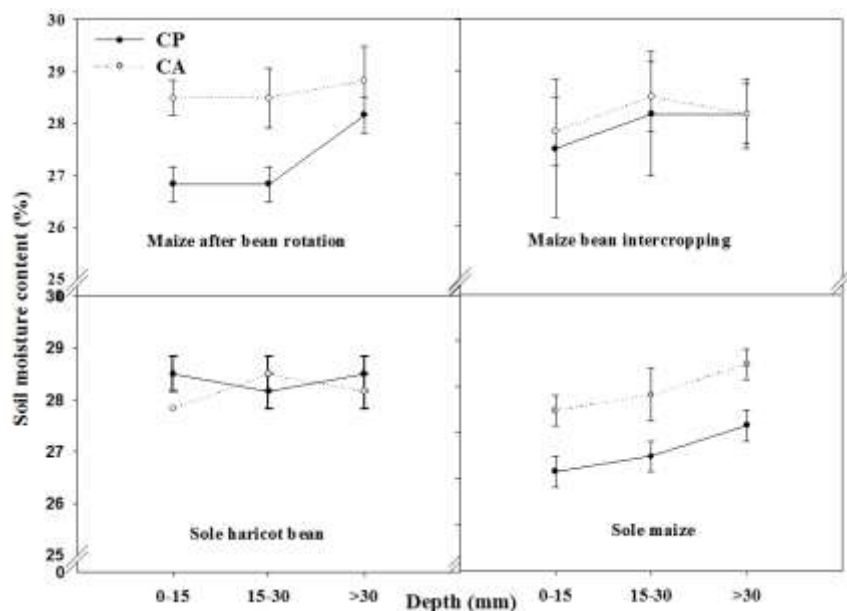 30
29
28
27
26
25
CP
CA
Maize after bean rotation
Maize bean intercropping
Soil moisture content (%)
30
29
28
27
26
25
0
Sole haricot bean
Sole maize
0-15 15-30 >30
0-15 15-30 >30
Depth (mm)